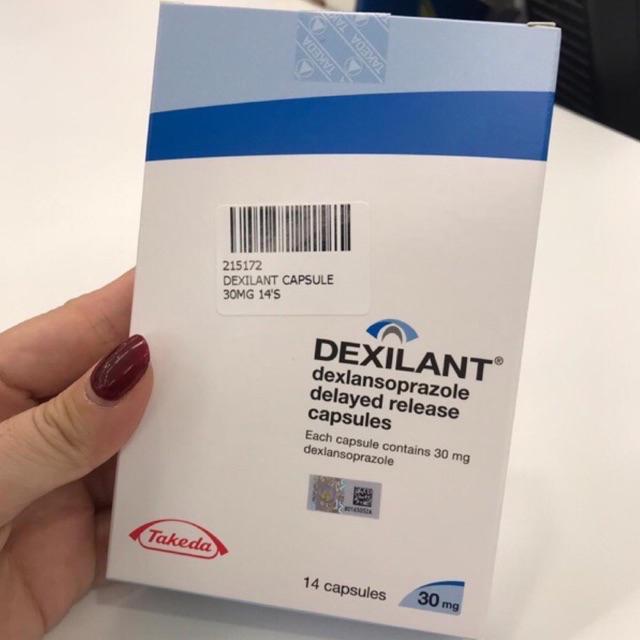 TAKEDA
215172
DEXILANT CAPSULE
30MG 14'S
DEXILANT®
dexlansoprazole
delayed release
capsules
Each capsule contains 30 mg
dexlansoprazole
Takeda
14 capsules
30 mg